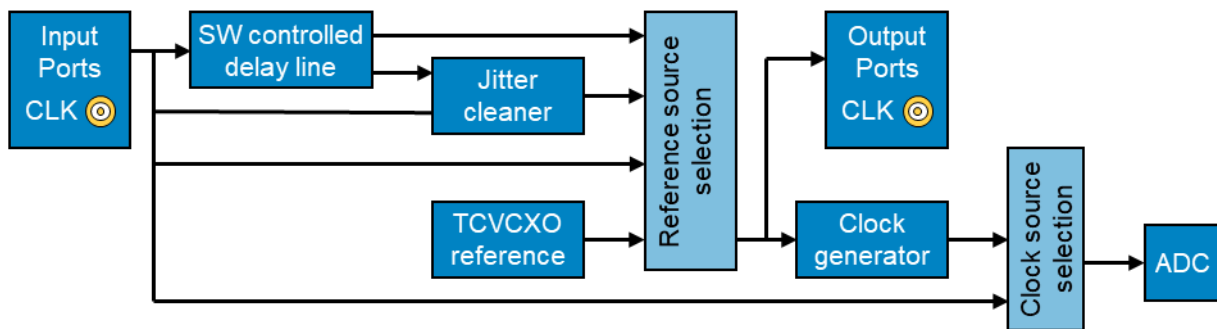 Input
Ports
CLK
SW controlled
delay line
Jitter
cleaner
TCVCXO
reference
Reference source
selection
Output
Ports
CLK
Clock
generator
Clock source
selection
ADC